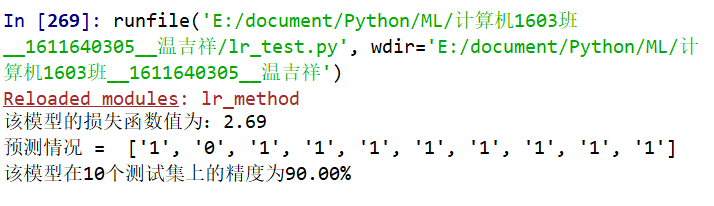 In [269]: runfile('E:/document/Python/ML/计算机1603班
__1611640305__温吉祥/lr_test.py', wdir='E:/document/Python/ML/计
算机1603班__1611640305__温吉祥')
Reloaded modules: lr_method
该模型的损失函数值为：2.69
预测情况 =  ['1', '0', '1', '1', '1', '1', '1', '1', '1', '1']
该模型在10个测试集上的精度为90.00%